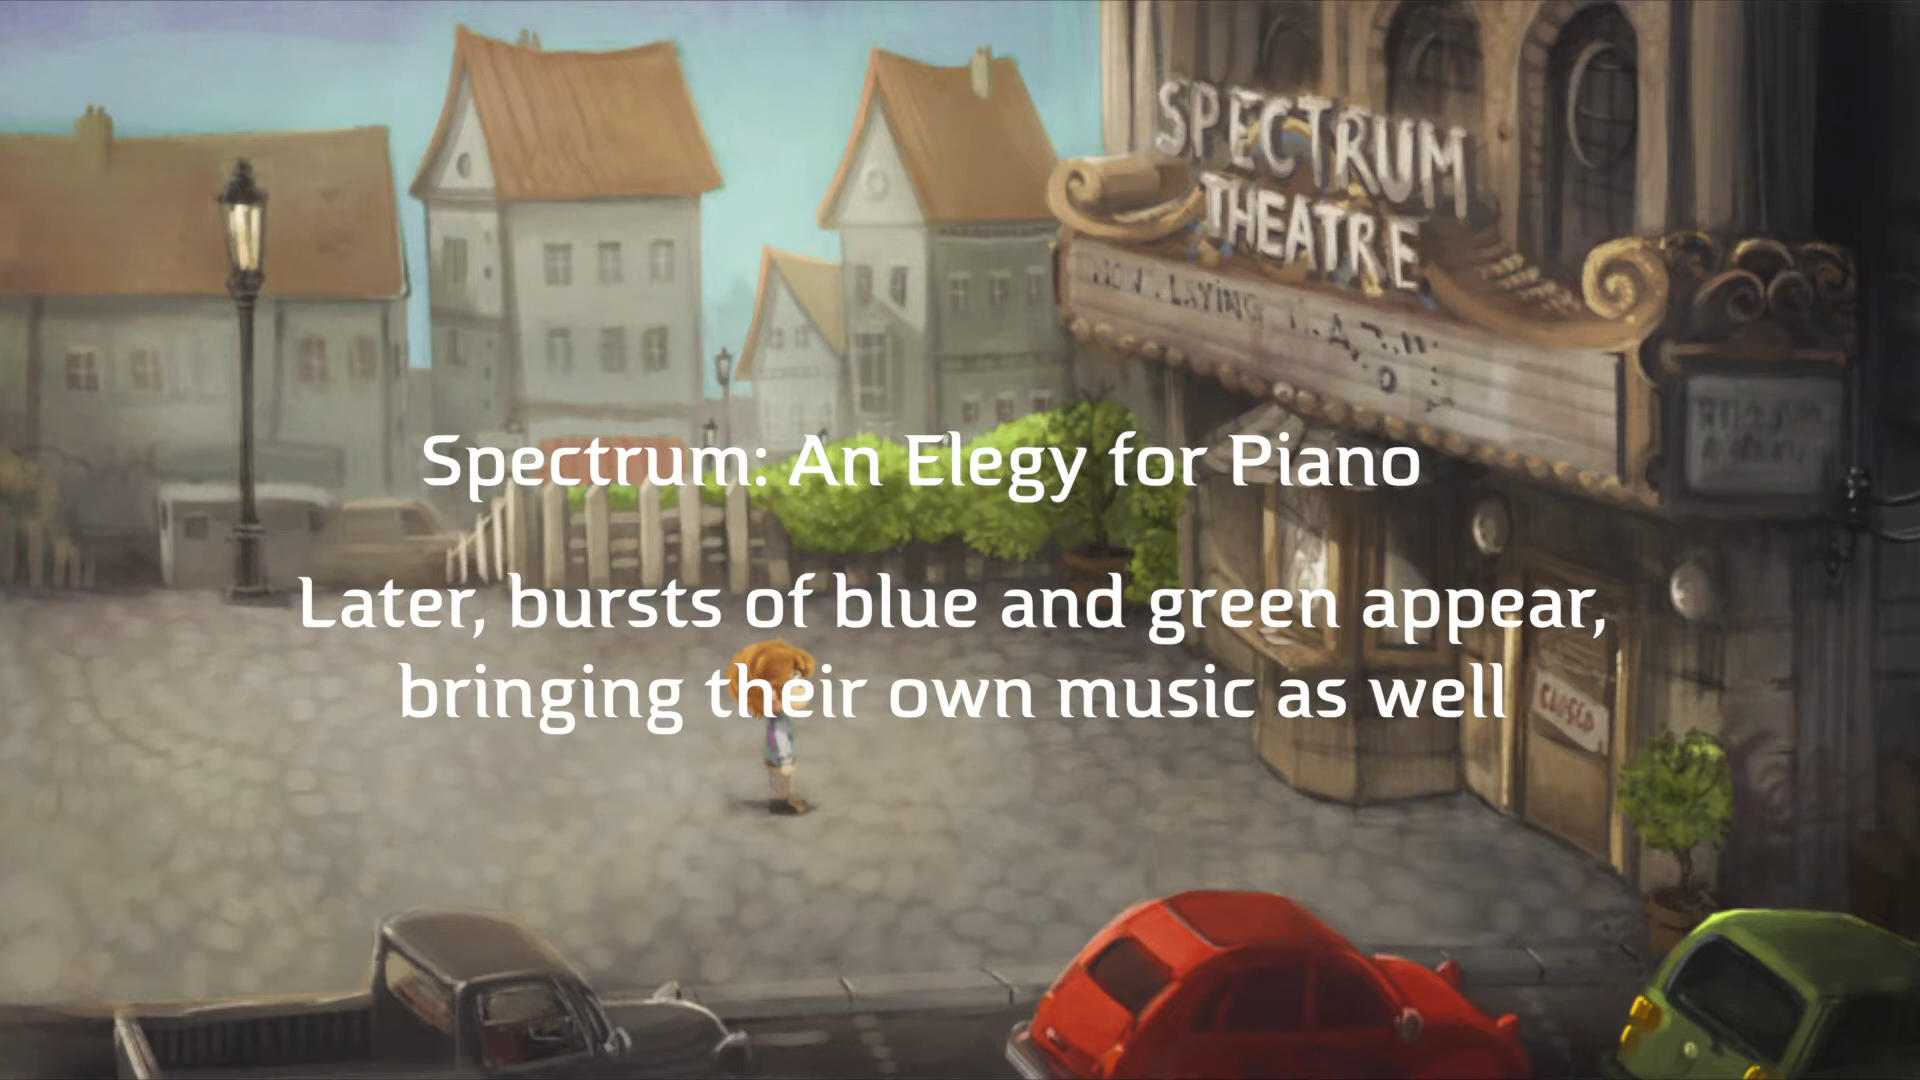 SPECTRUM
THEATRE
Spectrum: An Elegy for Piano
Later, bursts of blue and green appear,
bringing their own music as well
CLOSED